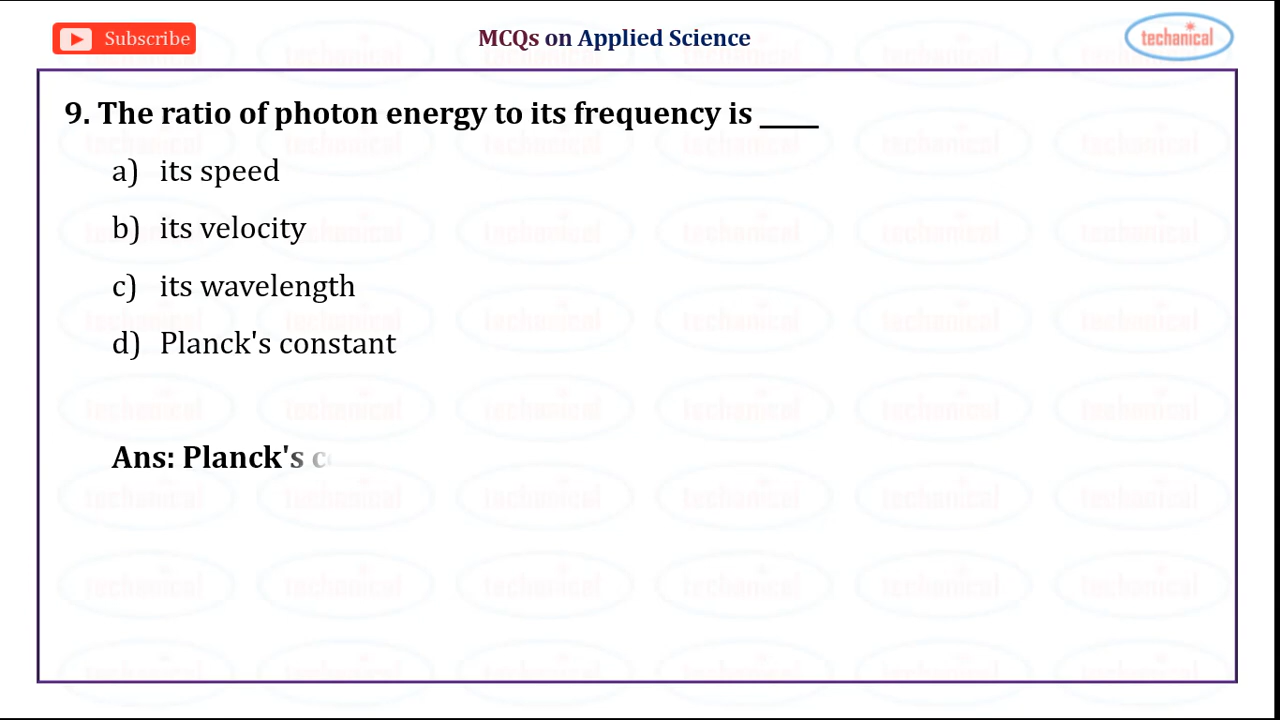 Subscribe
MCQs on Applied Science
techanical
9. The ratio of photon energy to its frequency is ____
a) its speed
b) its velocity
c) its wavelength
d) Planck's constant
Ans: Planck's